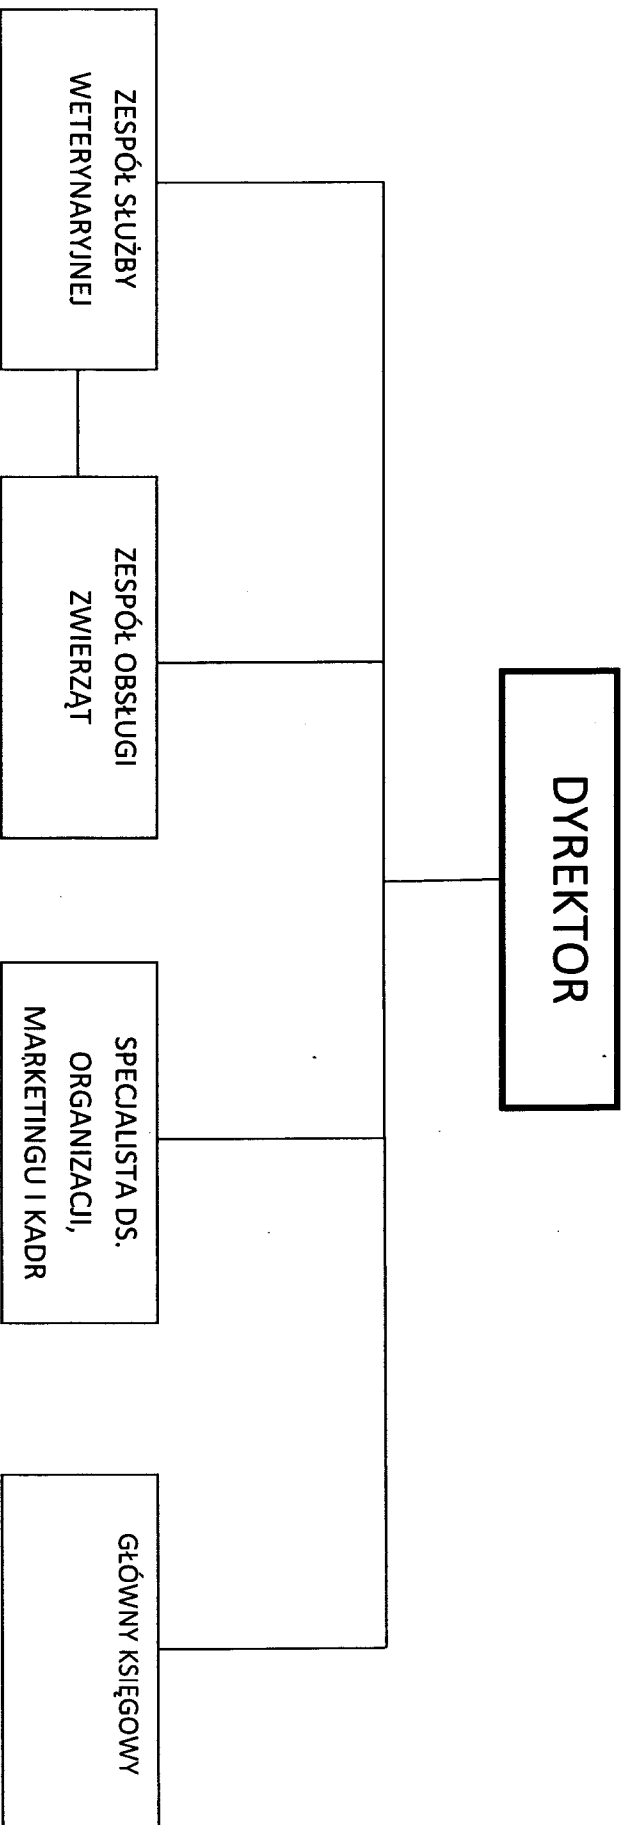 DYREKTOR
ZESPÓŁ SŁUŻBY
WETERYNARYJNEJ
ZESPÓŁ OBSŁUGI
ZWIERZĄT
SPECJALISTA DS.
ORGANIZACJI,
MARKETINGU I KADR
GŁÓWNY KSIĘGOWY